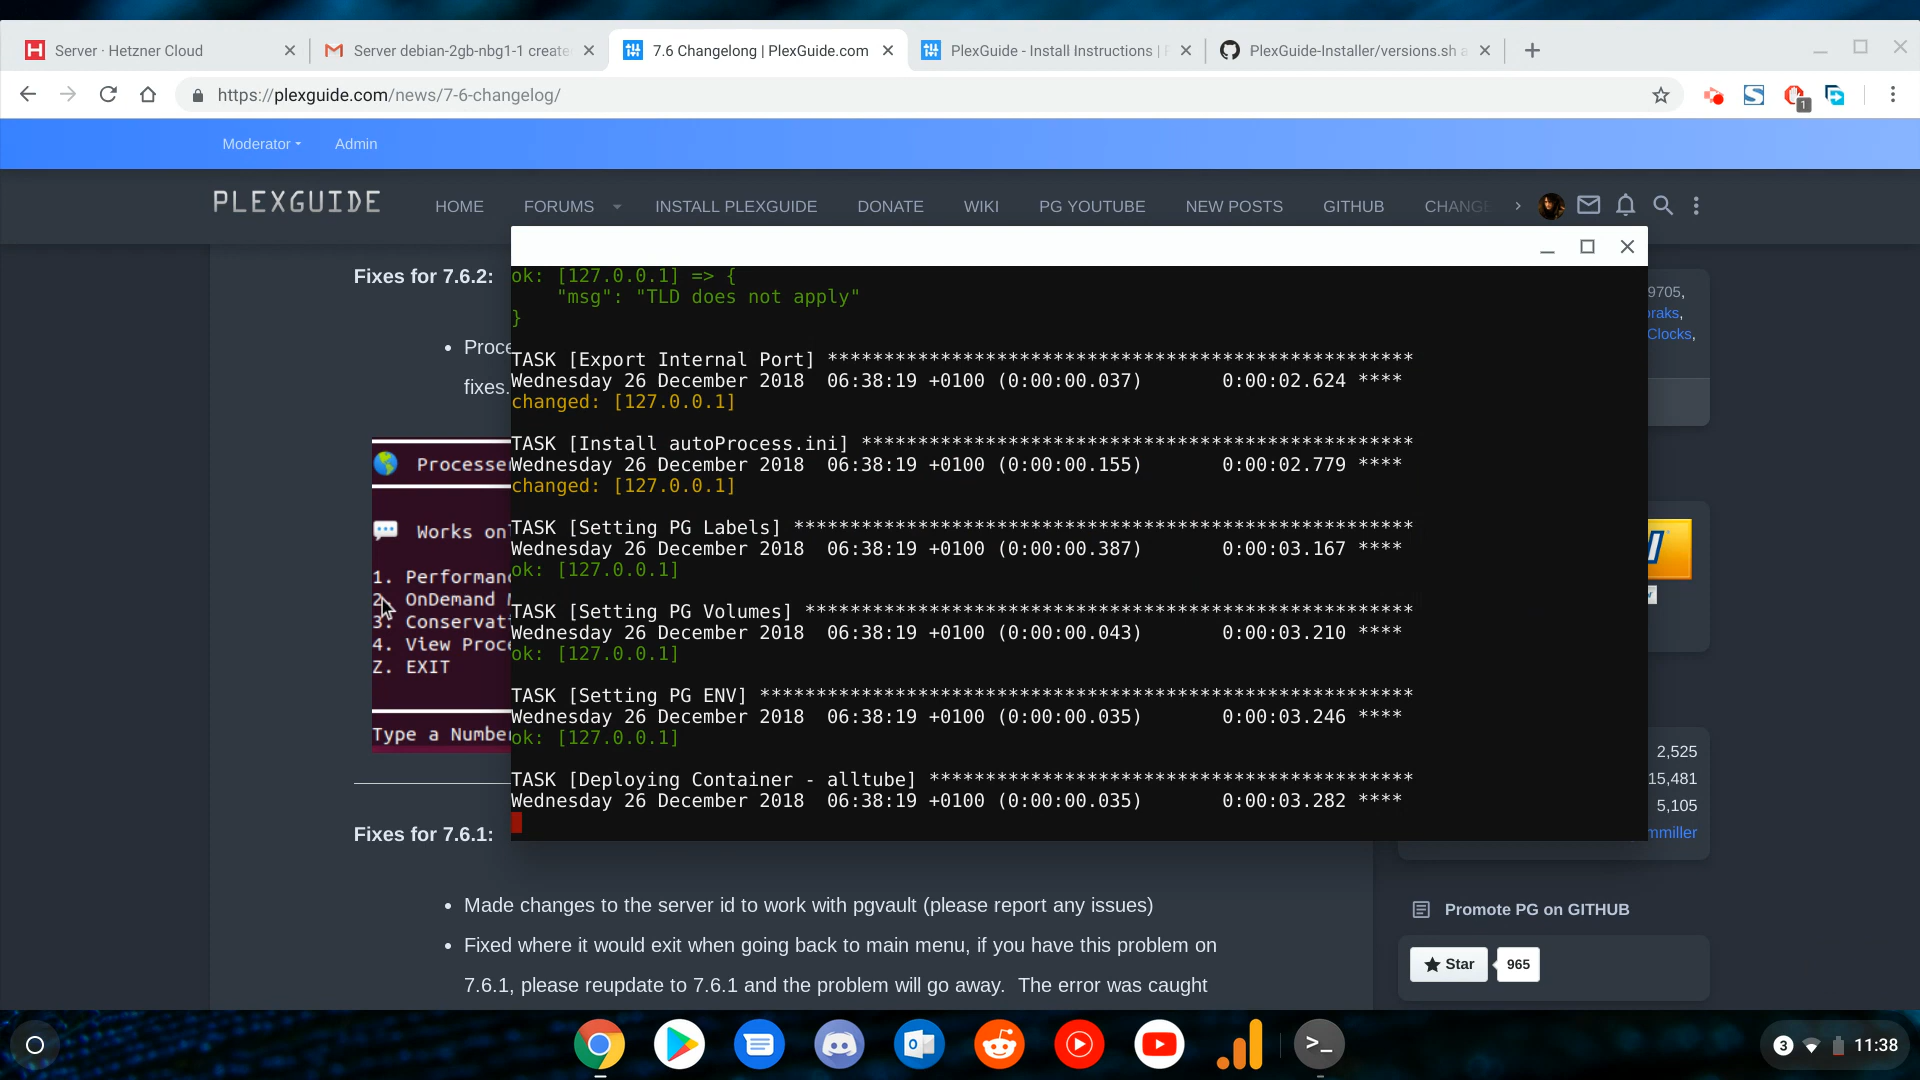 Server · Hetzner Cloud
Server debian-2gb-nbg1-1 create
7.6 Changelong | PlexGuide.com
PlexGuide - Install Instructions |
PlexGuide-Installer/versions.sh a
https://plexguide.com/news/7-6-changelog/
1
Moderator
Admin
PLEXGUIDE
HOME
FORUMS
INSTALL PLEXGUIDE
DONATE
WIKI
PG YOUTUBE
NEW POSTS
GITHUB
CHANGE
Fixes for 7.6.2:
• Proce
fixes.
Processe
Works on
1. Performanc
2. OnDemand M
3. Conservati
4. View Proce
Z. EXIT
Type a Numbe
ok: [127.0.0.1] => {
"msg": "TLD does not apply"
}
TASK [Export Internal Port] ****************************************************
Wednesday 26 December 2018  06:38:19 +0100 (0:00:00.037)       0:00:02.624 ****
changed: [127.0.0.1]
TASK [Install autoProcess.ini] *************************************************
Wednesday 26 December 2018  06:38:19 +0100 (0:00:00.155)       0:00:02.779 ****
changed: [127.0.0.1]
TASK [Setting PG Labels] *******************************************************
Wednesday 26 December 2018  06:38:19 +0100 (0:00:00.387)       0:00:03.167 ****
ok: [127.0.0.1]
TASK [Setting PG Volumes] ******************************************************
Wednesday 26 December 2018  06:38:19 +0100 (0:00:00.043)       0:00:03.210 ****
ok: [127.0.0.1]
TASK [Setting PG ENV] **********************************************************
Wednesday 26 December 2018  06:38:19 +0100 (0:00:00.035)       0:00:03.246 ****
ok: [127.0.0.1]
TASK [Deploying Container - alltube] *******************************************
Wednesday 26 December 2018  06:38:19 +0100 (0:00:00.035)       0:00:03.282 ****
9705,
oraks,
Clocks,
2,525
15,481
5,105
mmiller
Fixes for 7.6.1:
• Made changes to the server id to work with pgvault (please report any issues)
• Fixed where it would exit when going back to main menu, if you have this problem on
7.6.1, please reupdate to 7.6.1 and the problem will go away.  The error was caught
Promote PG on GITHUB
Star
965
3
11:38